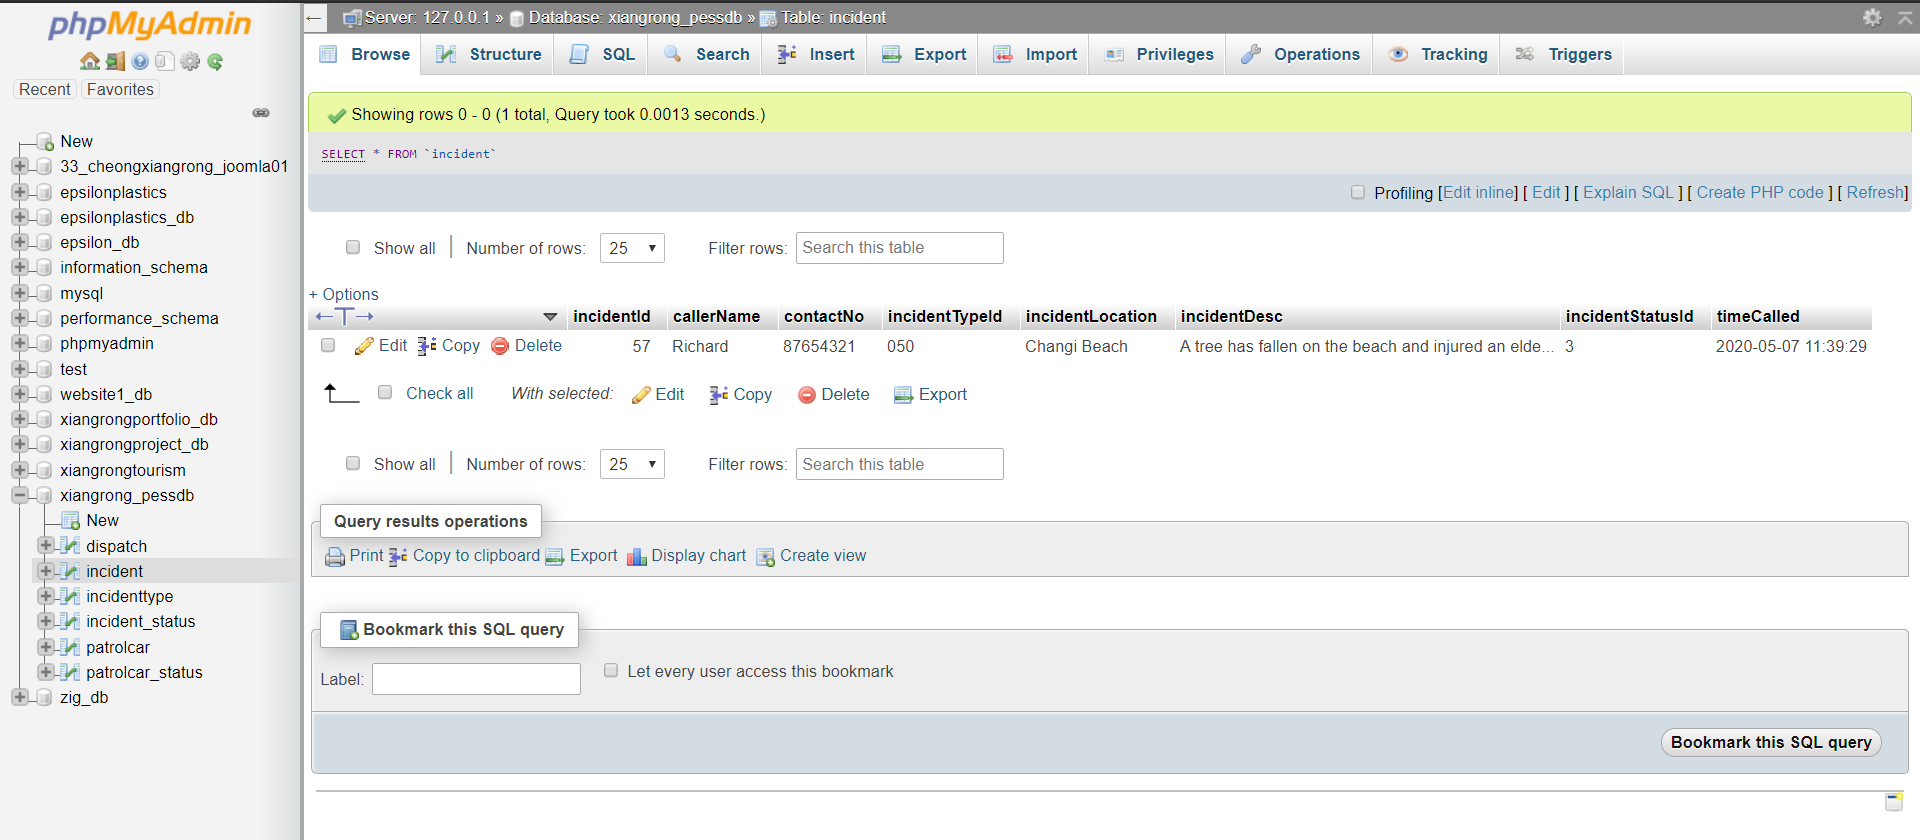 phpMyAdmin
Recent Favorites
New
33_cheongxiangrong_joomla01
epsilonplastics
epsilonplastics_db
epsilon_db
information_schema
mysql
performance_schema
phpmyadmin
test
website1_db
xiangrongportfolio_db
xiangrongproject_db
xiangrongtourism
xiangrong_pessdb
New
dispatch
incident
incidenttype
incident_status
patrolcar
patrolcar_status
zig_db
Server: 127.0.0.1 » Database: xiangrong_pessdb » Table: incident
Browse Structure SQL Search Insert Export Import Privileges Operations Tracking Triggers
Showing rows 0 - 0 (1 total, Query took 0.0013 seconds.)
SELECT * FROM `incident`
Profiling [Edit inline] [ Edit ] [ Explain SQL ] [ Create PHP code ] [ Refresh]
Show all | Number of rows: 25 Filter rows: Search this table
+ Options
←T→ incidentId callerName contactNo incidentTypeId incidentLocation incidentDesc incidentStatusId timeCalled
Edit Copy Delete 57 Richard 87654321 050 Changi Beach A tree has fallen on the beach and injured an elde... 3 2020-05-07 11:39:29
Check all With selected: Edit Copy Delete Export
Show all | Number of rows: 25 Filter rows: Search this table
Query results operations
Print Copy to clipboard Export Display chart Create view
Bookmark this SQL query
Label: Let every user access this bookmark
Bookmark this SQL query